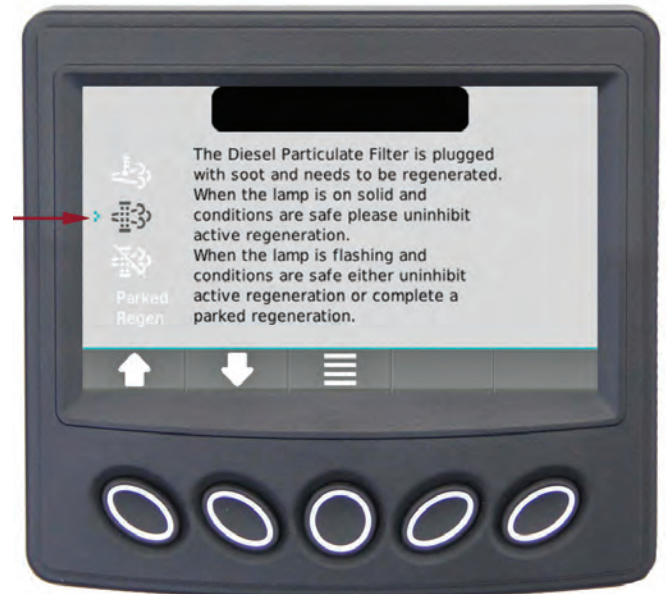 The Diesel Particulate Filter is plugged
with soot and needs to be regenerated.
When the lamp is on solid and
conditions are safe please uninhibit
active regeneration.
When the lamp is flashing and
conditions are safe either uninhibit
active regeneration or complete a
parked regeneration.
Parked
Regen